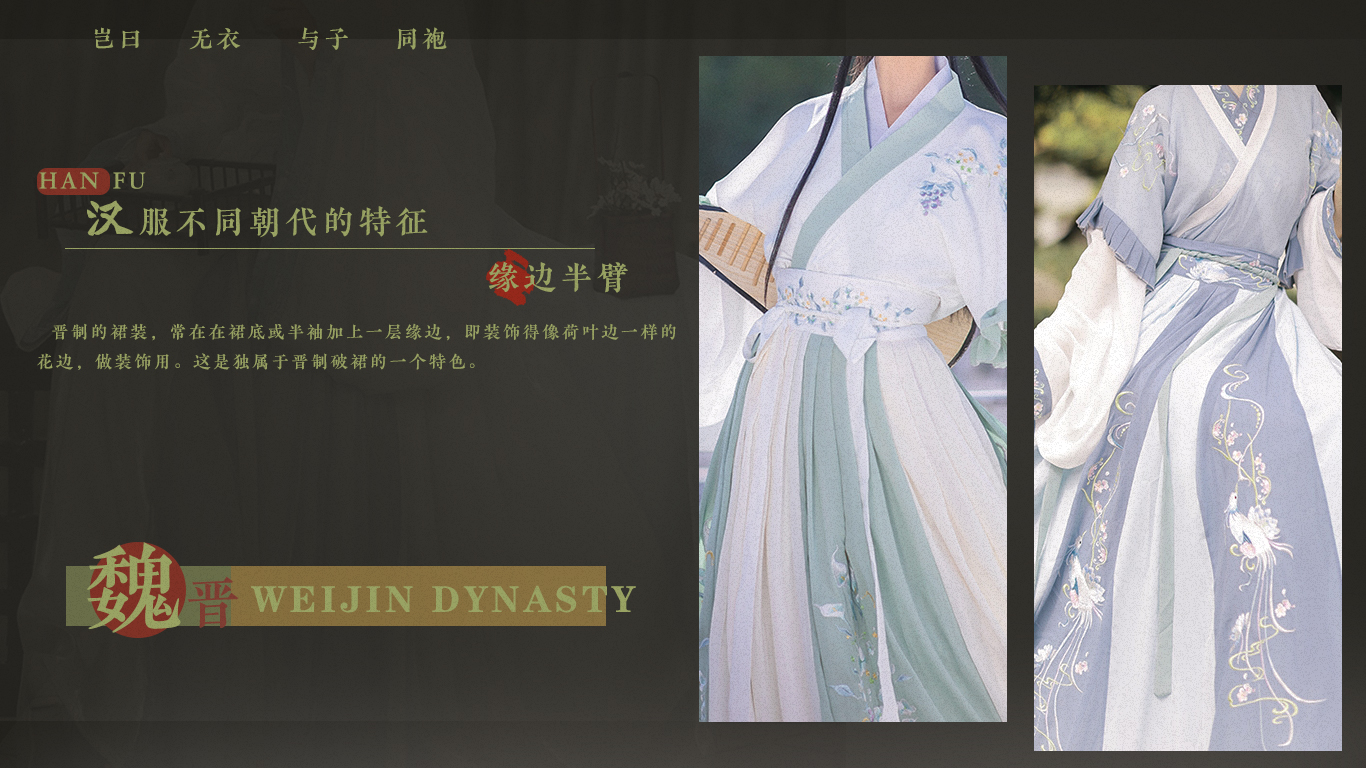 岂曰 无衣 与子 同袍
HAN FU
汉服不同朝代的特征
缘边半臂
晋制的裙装，常在在裙底或半袖加上一层缘边，即装饰得像荷叶边一样的
花边，做装饰用。这是独属于晋制破裙的一个特色。
魏晋 WEIJIN DYNASTY